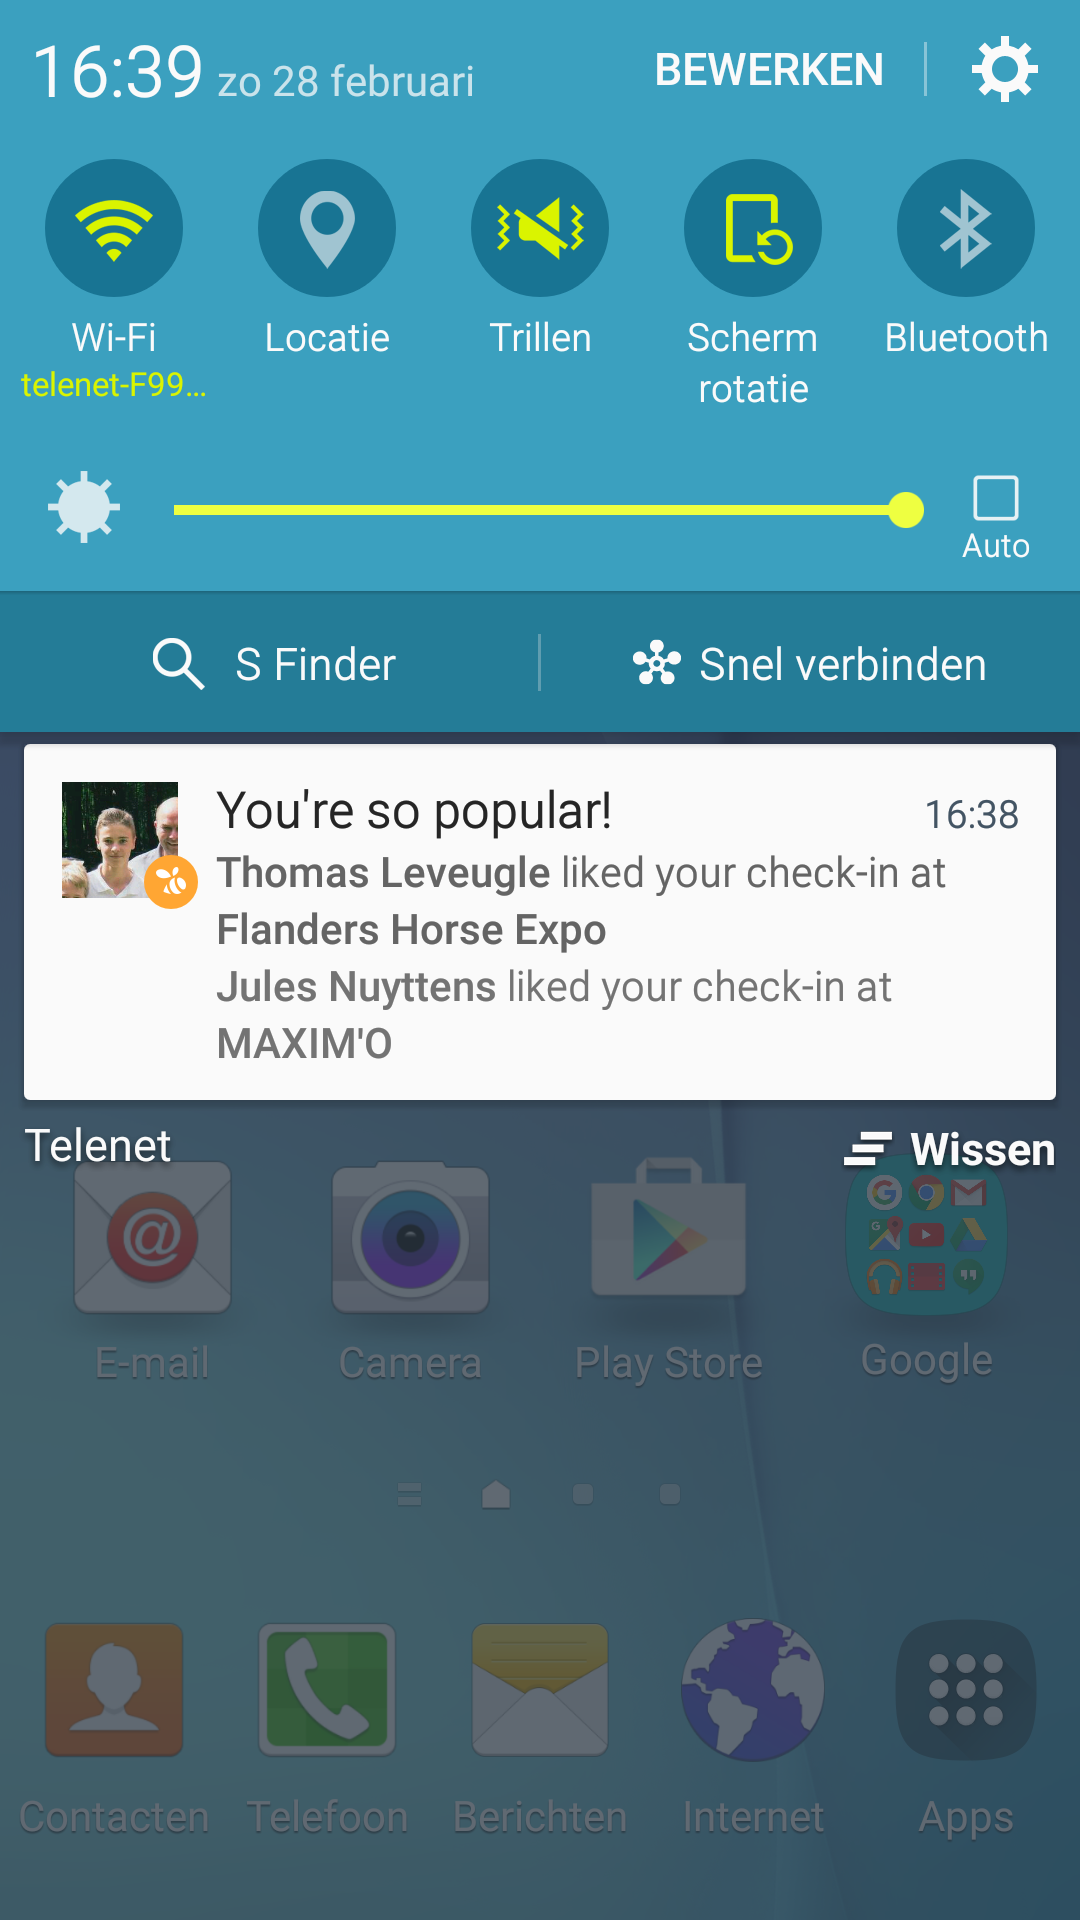 16:39 zo 28 februari BEWERKEN
Wi-Fi Locatie Trillen Scherm rotatie Bluetooth
telenet-F99...
Auto
S Finder Snel verbinden
You're so popular! 16:38
Thomas Leveugle liked your check-in at
Flanders Horse Expo
Jules Nuyttens liked your check-in at
MAXIM'O
Telenet Wissen
E-mail Camera Play Store Google
Contacten Telefoon Berichten Internet Apps